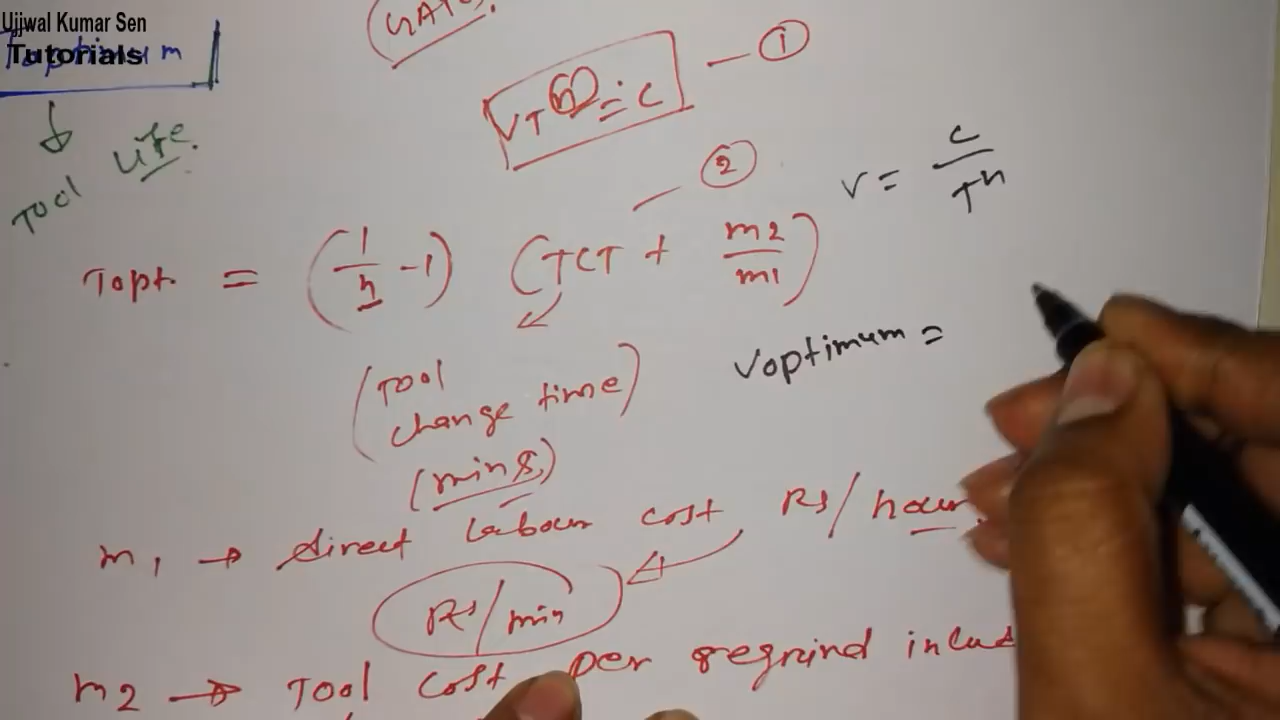 Ujjwal Kumar Sen
Tutorials
Toptimum
Tool Life.
GATE.
VT^n = C — ①
②
V = C / T^n
Topt. = (1/n - 1) (TCT + m2/m1)
(Tool change time)
(mins.)
Voptimum =
m1 → direct labour cost Rs/hour.
Rs/min
m2 → Tool cost per regrind